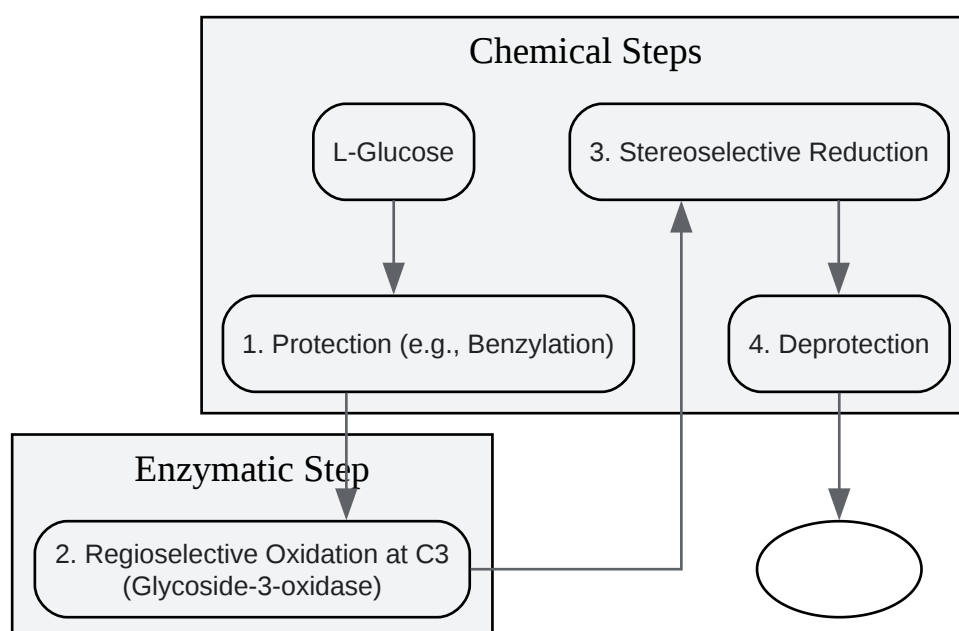 Chemical Steps
L-Glucose
1. Protection (e.g., Benzylation)
Enzymatic Step
2. Regioselective Oxidation at C3
(Glycoside-3-oxidase)
3. Stereoselective Reduction
4. Deprotection